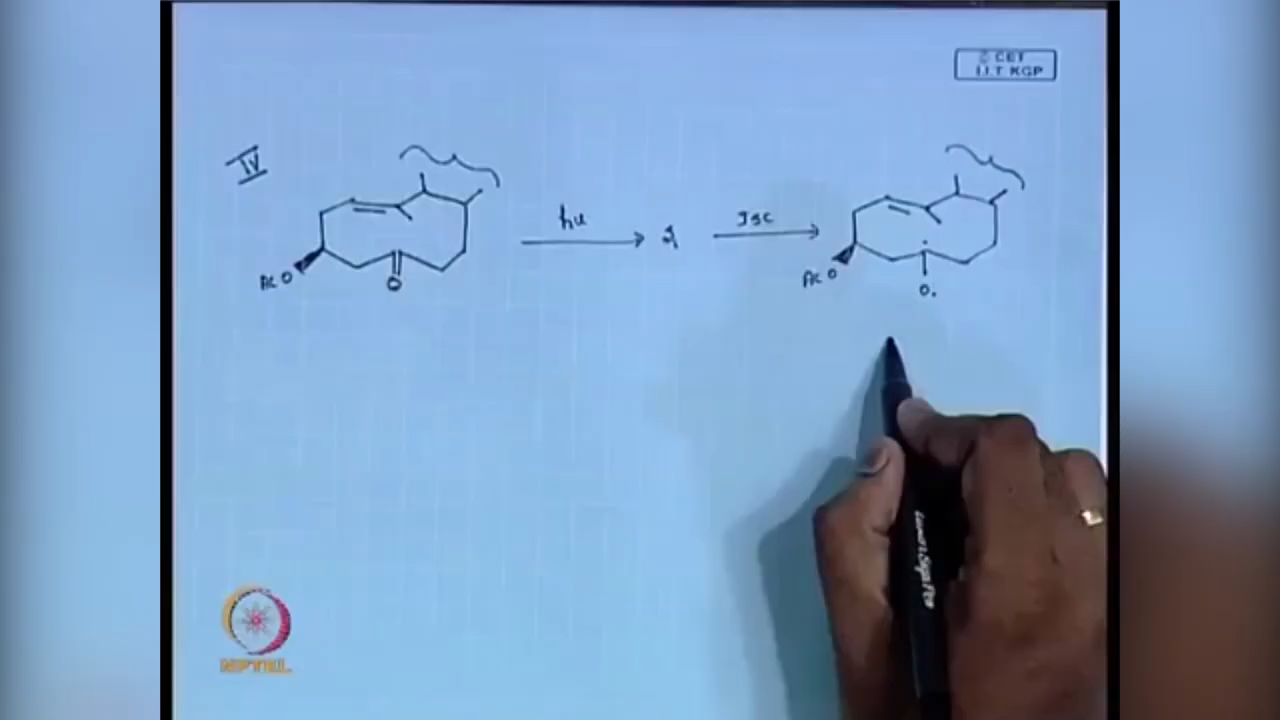 © CET
I.I.T KGP
IV
hν
ISC
AcO
O
AcO
O.
NPTEL